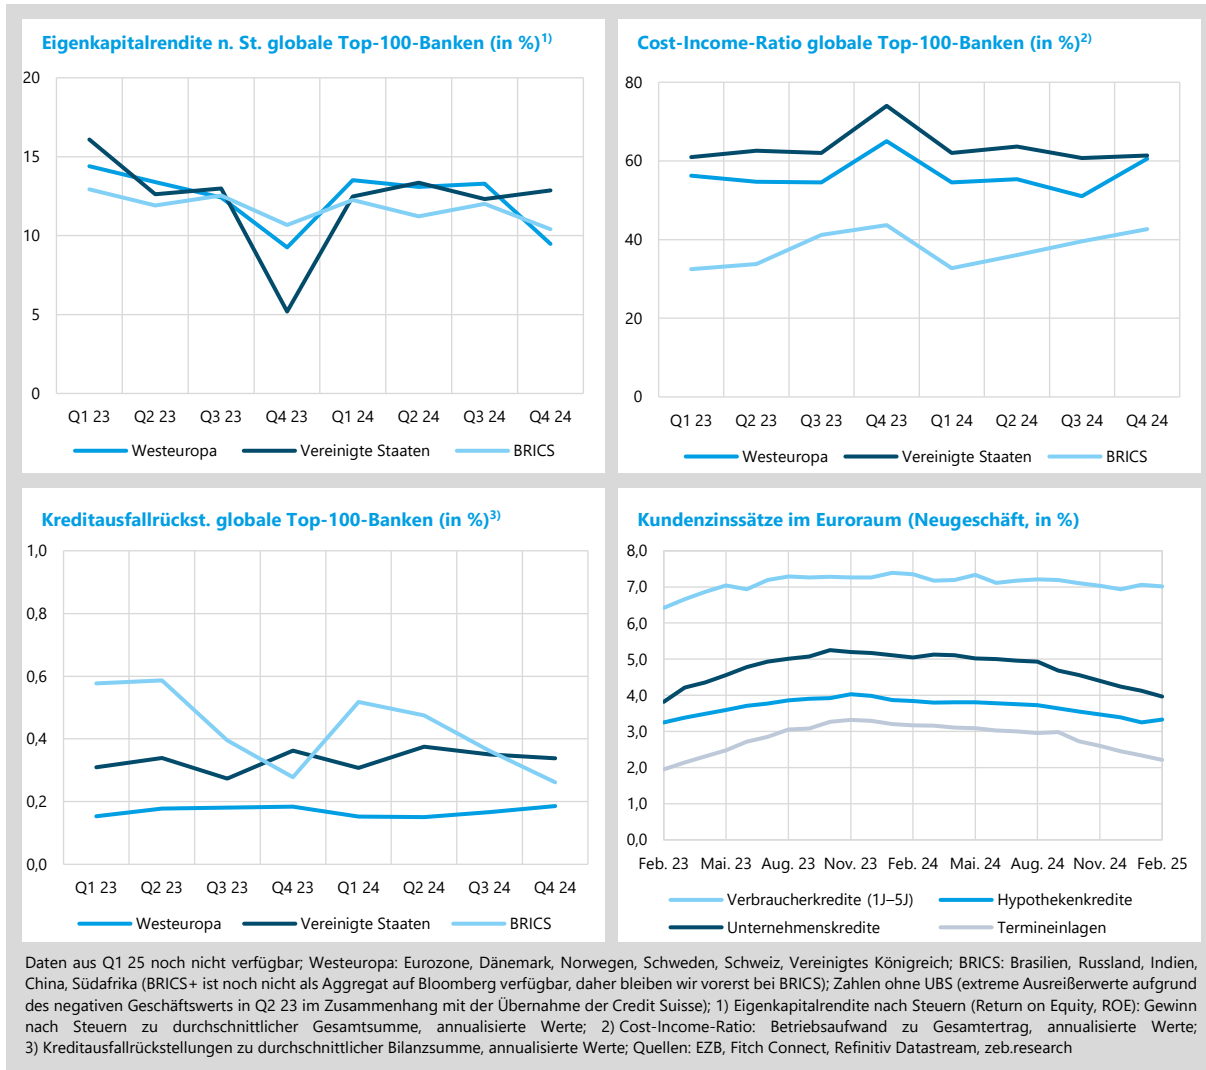 Eigenkapitalrendite n. St. globale Top-100-Banken (in %)1)
20
15
10
5
0
Q1 23 Q2 23 Q3 23 Q4 23 Q1 24 Q2 24 Q3 24 Q4 24
Westeuropa Vereinigte Staaten BRICS
Cost-Income-Ratio globale Top-100-Banken (in %)2)
80
60
40
20
0
Q1 23 Q2 23 Q3 23 Q4 23 Q1 24 Q2 24 Q3 24 Q4 24
Westeuropa Vereinigte Staaten BRICS
Kreditausfallrückst. globale Top-100-Banken (in %)3)
1,0
0,8
0,6
0,4
0,2
0,0
Q1 23 Q2 23 Q3 23 Q4 23 Q1 24 Q2 24 Q3 24 Q4 24
Westeuropa Vereinigte Staaten BRICS
Kundenzinssätze im Euroraum (Neugeschäft, in %)
8,0
7,0
6,0
5,0
4,0
3,0
2,0
1,0
0,0
Feb. 23 Mai. 23 Aug. 23 Nov. 23 Feb. 24 Mai. 24 Aug. 24 Nov. 24 Feb. 25
Verbraucherkredite (1J–5J) Hypothekenkredite
Unternehmenskredite Termineinlagen
Daten aus Q1 25 noch nicht verfügbar; Westeuropa: Eurozone, Dänemark, Norwegen, Schweden, Schweiz, Vereinigtes Königreich; BRICS: Brasilien, Russland, Indien,
China, Südafrika (BRICS+ ist noch nicht als Aggregat auf Bloomberg verfügbar, daher bleiben wir vorerst bei BRICS); Zahlen ohne UBS (extreme Ausreißerwerte aufgrund
des negativen Geschäftswerts in Q2 23 im Zusammenhang mit der Übernahme der Credit Suisse); 1) Eigenkapitalrendite nach Steuern (Return on Equity, ROE): Gewinn
nach Steuern zu durchschnittlicher Gesamtsumme, annualisierte Werte; 2) Cost-Income-Ratio: Betriebsaufwand zu Gesamtertrag, annualisierte Werte;
3) Kreditausfallrückstellungen zu durchschnittlicher Bilanzsumme, annualisierte Werte; Quellen: EZB, Fitch Connect, Refinitiv Datastream, zeb.research